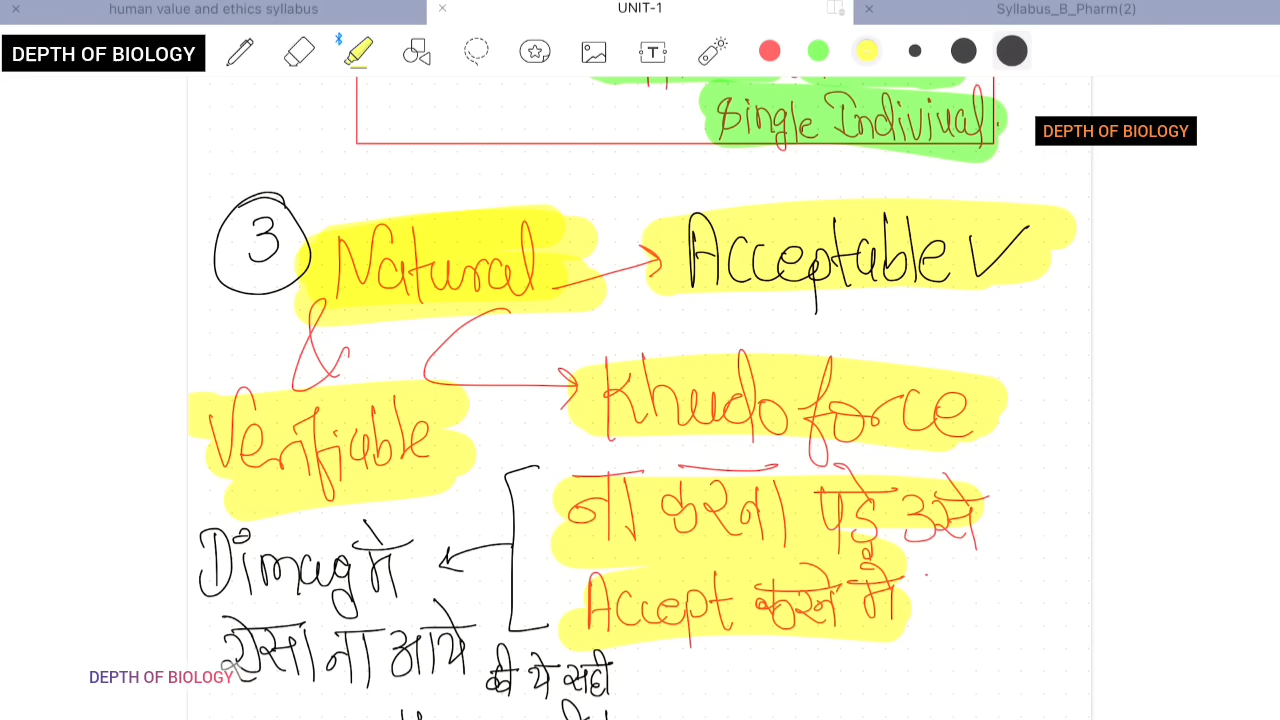 human value and ethics syllabus
UNIT-1
Syllabus_B_Pharm(2)
DEPTH OF BIOLOGY
T
Single Indiviual.
DEPTH OF BIOLOGY
3
Natural → Acceptable ✓
&
Khudo force
Verifiable
ना करना पड़े उसे
Accept करने में
Dimag मे
ऐसा ना आये
की ये सही
DEPTH OF BIOLOGY